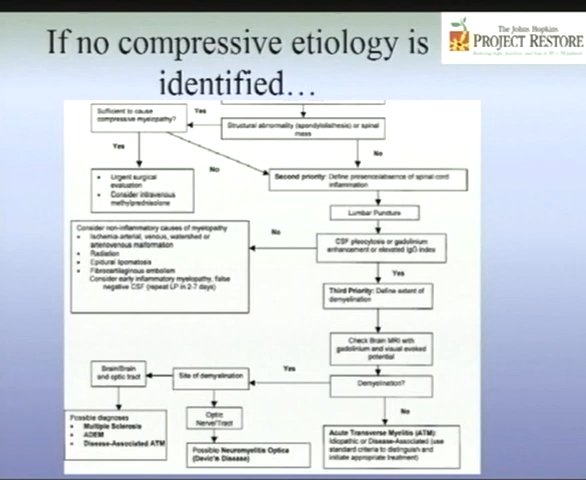 If no compressive etiology is
identified…
The Johns Hopkins
PROJECT RESTORE
Sufficient to cause
compressive myelopathy?
Yes
Structural abnormality (spondylolisthesis) or spinal
mass
Yes
No
No
Urgent surgical
evaluation
Consider intravenous
methylprednisolone
Second priority: Define presence/absence of spinal cord
inflammation
Lumbar Puncture
Consider non-inflammatory causes of myelopathy
Ischemia-arterial, venous, watershed or
arteriovenous malformation
Radiation
Epidural lipomatosis
Fibrocartilaginous embolism
Consider early inflammatory myelopathy, false
negative CSF (repeat LP in 2-7 days)
No
CSF pleocytosis or gadolinium
enhancement or elevated IgG index
Yes
Third Priority: Define extent of
demyelination
Check Brain MRI with
gadolinium and visual evoked
potential
Brain/Brain
and optic tract
Site of demyelination
Yes
Demyelination?
Optic
Nerve/Tract
No
Possible diagnoses
Multiple Sclerosis
ADEM
Disease-Associated ATM
Possible Neuromyelitis Optica
(Devic's Disease)
Acute Transverse Myelitis (ATM):
Idiopathic or Disease-Associated (use
standard criteria to distinguish and
initiate appropriate treatment)